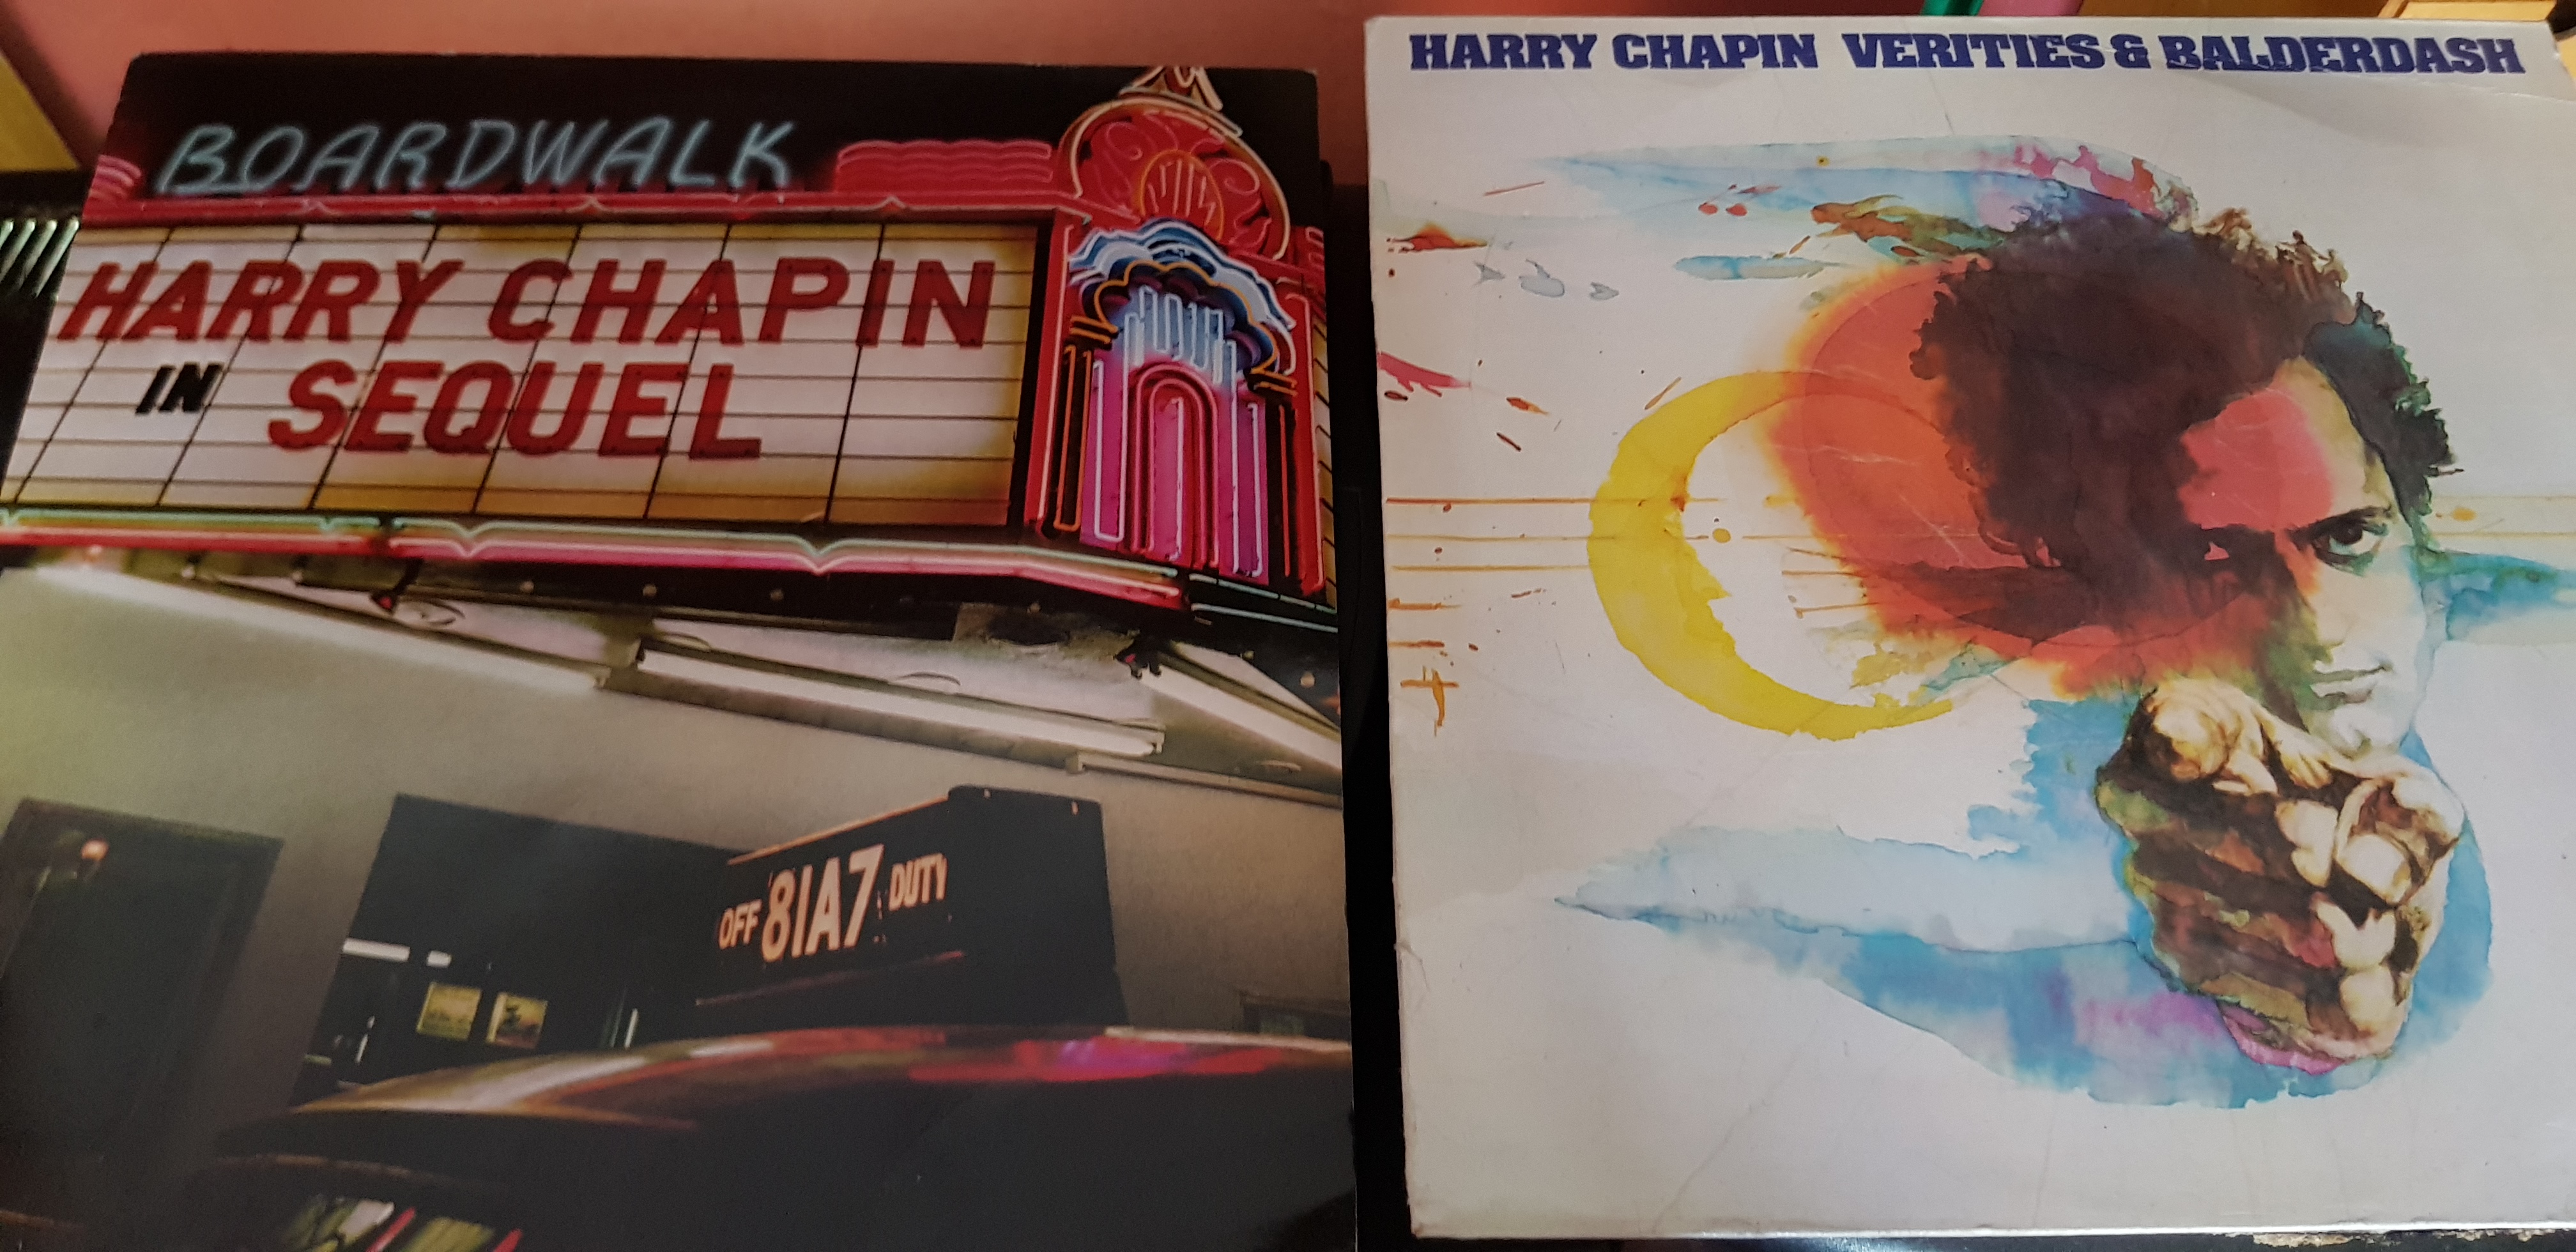 BOARDWALK
HARRY CHAPIN
IN SEQUEL
OFF 81A7 DUTY
HARRY CHAPIN VERITIES & BALDERDASH